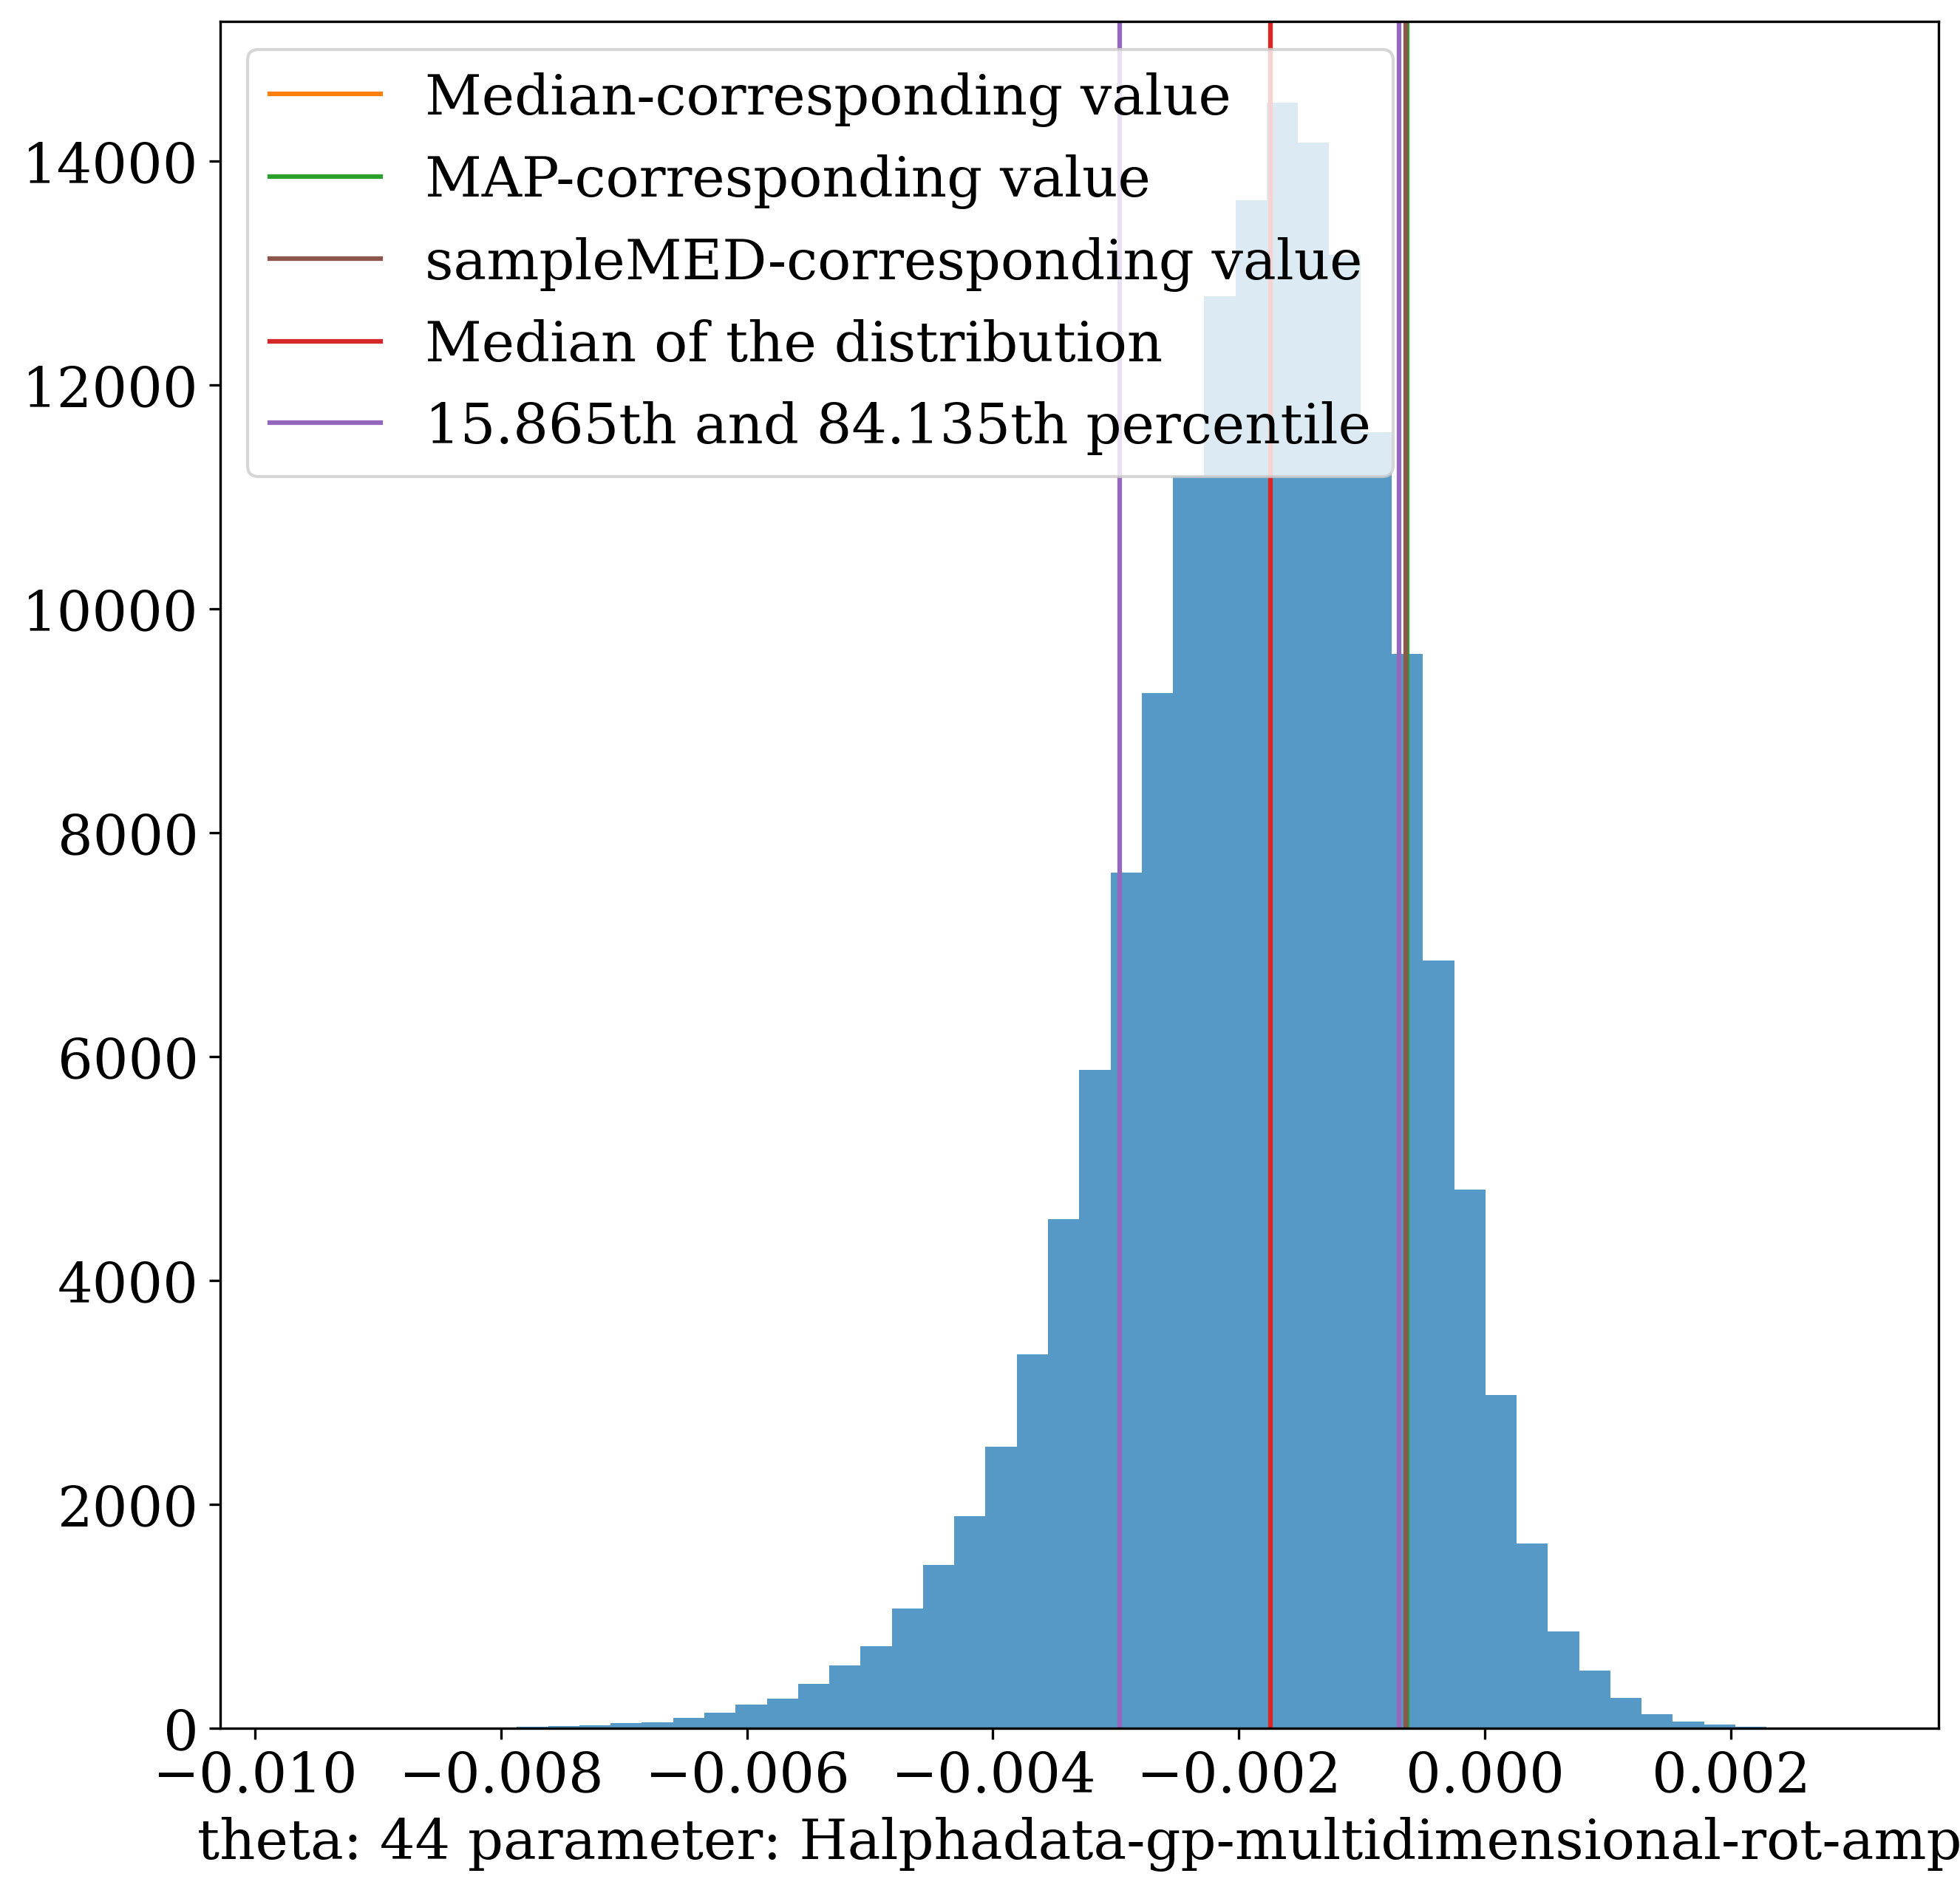 Median-corresponding value
MAP-corresponding value
sampleMED-corresponding value
Median of the distribution
15.865th and 84.135th percentile
14000
12000
10000
8000
6000
4000
2000
0
−0.010 −0.008 −0.006 −0.004 −0.002 0.000 0.002
theta: 44 parameter: Halphadata-gp-multidimensional-rot-amp